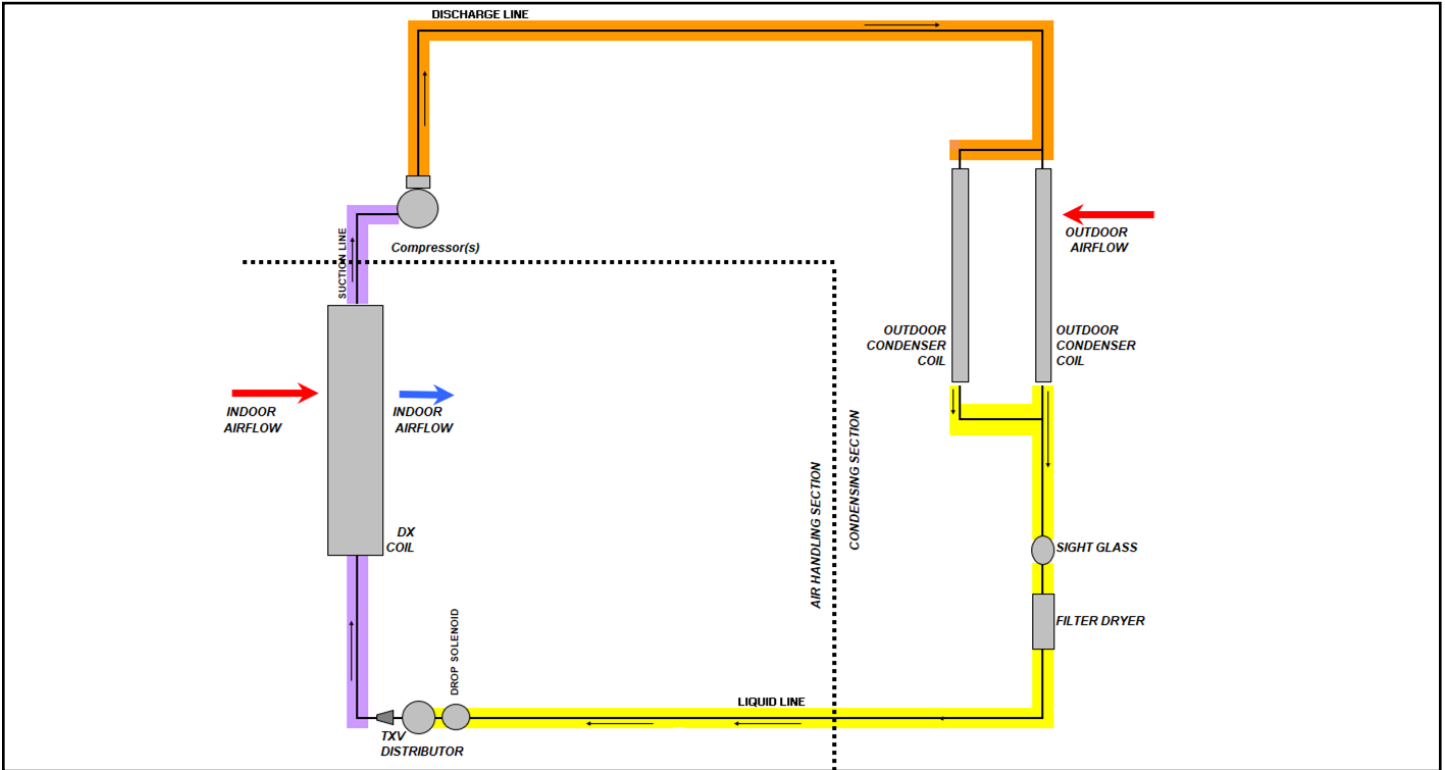 DISCHARGE LINE
Compressor(s)
SUCTION LINE
OUTDOOR
AIRFLOW
OUTDOOR
CONDENSER
COIL
OUTDOOR
CONDENSER
COIL
INDOOR
AIRFLOW
INDOOR
AIRFLOW
AIR HANDLING SECTION
CONDENSING SECTION
DX
COIL
SIGHT GLASS
FILTER DRYER
DROP SOLENOID
LIQUID LINE
TXV
DISTRIBUTOR